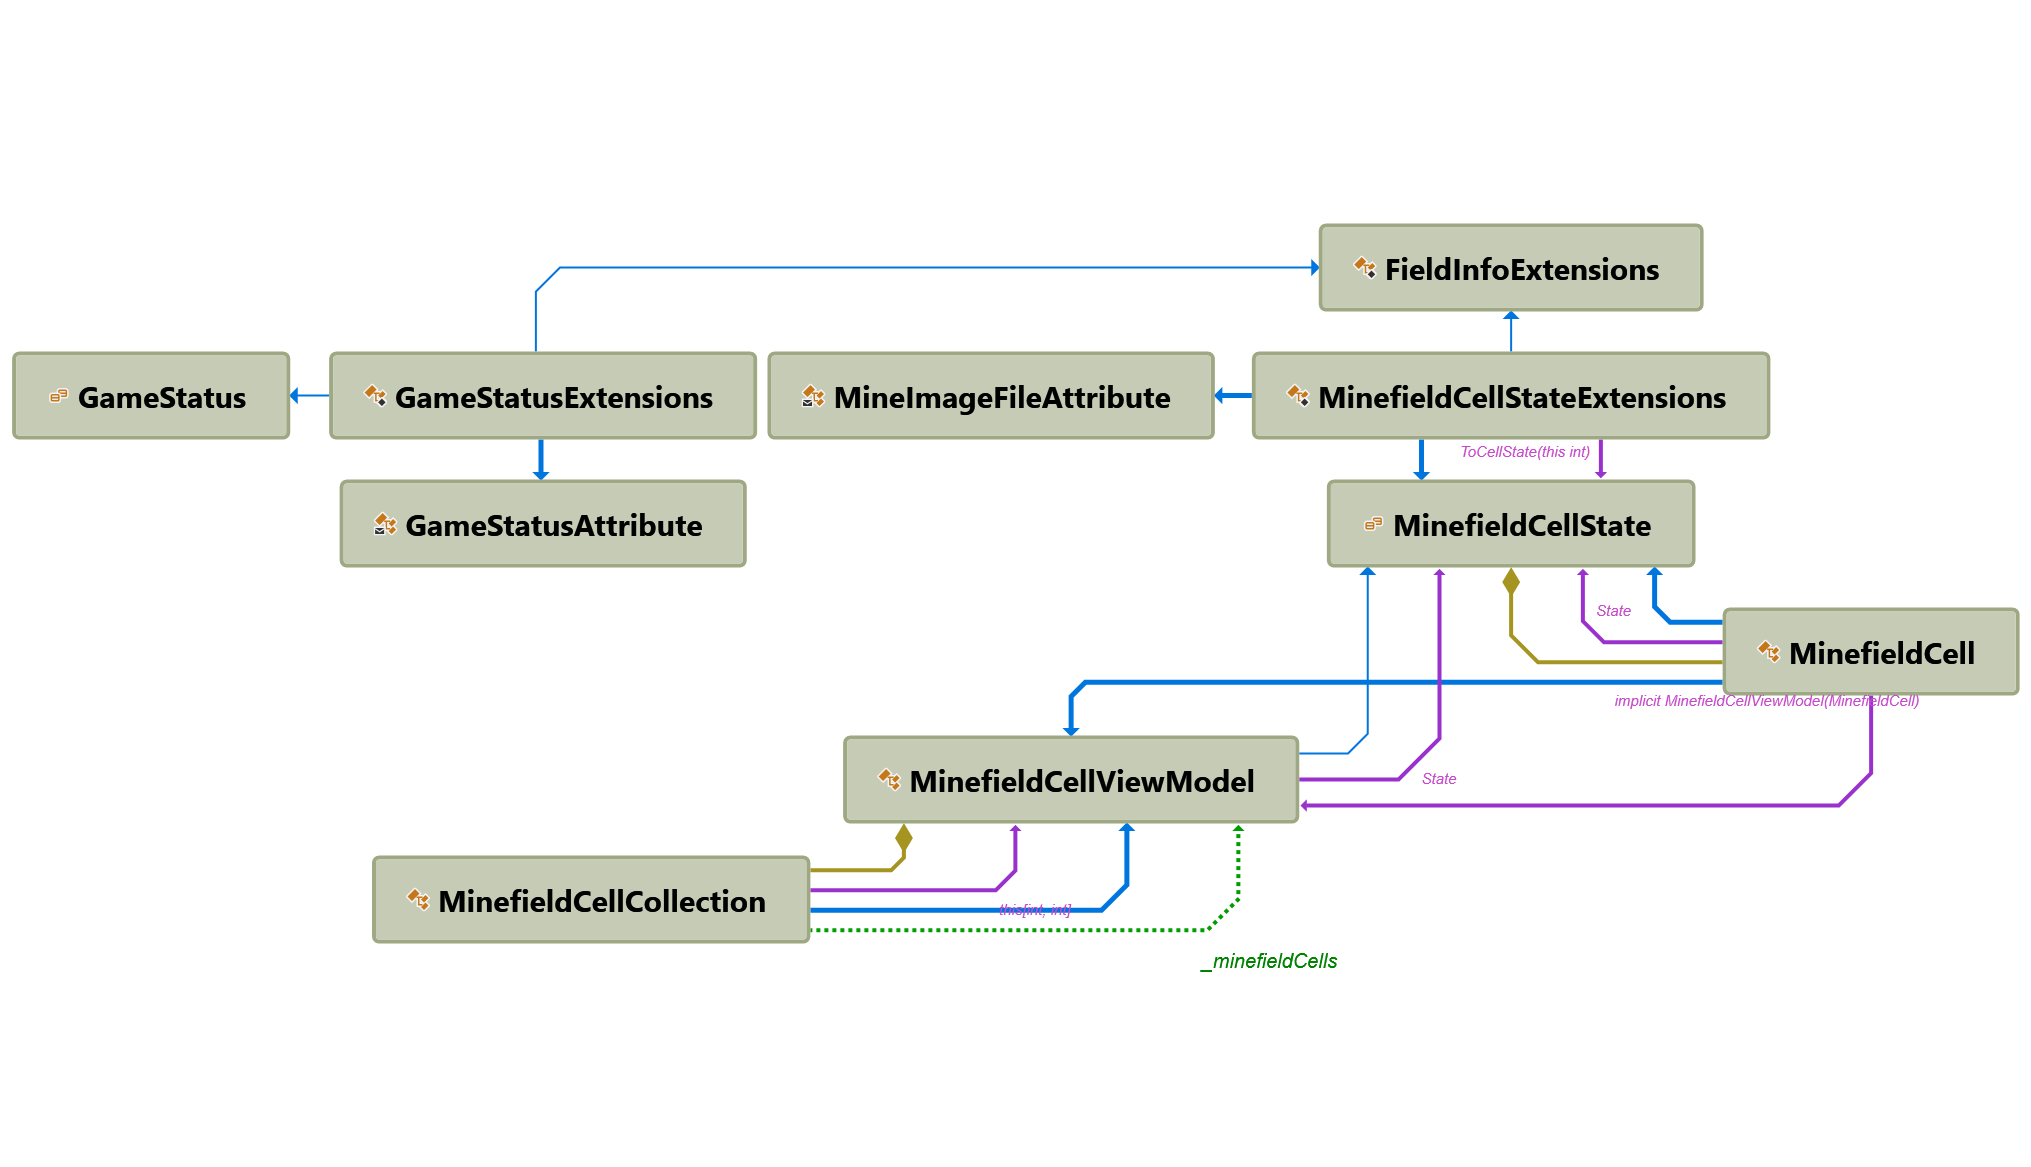 FieldInfoExtensions
GameStatus
GameStatusExtensions
MineImageFileAttribute
MinefieldCellStateExtensions
ToCellState(this int)
GameStatusAttribute
MinefieldCellState
State
MinefieldCell
implicit MinefieldCellViewModel(MinefieldCell)
MinefieldCellViewModel
State
MinefieldCellCollection
this[int, int]
_minefieldCells